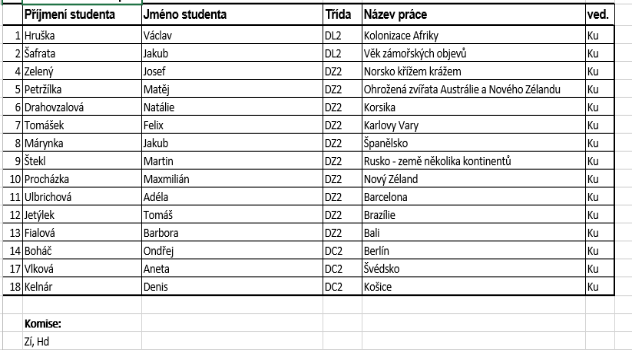 Příjmení studenta Jméno studenta Třída Název práce ved.
1 Hruška Václav DL2 Kolonizace Afriky Ku
2 Šafrata Jakub DL2 Věk zámořských objevů Ku
4 Zelený Josef DZ2 Norsko křížem krážem Ku
5 Petržílka Matěj DZ2 Ohrožená zvířata Austrálie a Nového Zélandu Ku
6 Drahovzalová Natálie DZ2 Korsika Ku
7 Tomášek Felix DZ2 Karlovy Vary Ku
8 Márynka Jakub DZ2 Španělsko Ku
9 Štekl Martin DZ2 Rusko - země několika kontinentů Ku
10 Procházka Maxmilián DZ2 Nový Zéland Ku
11 Ulbrichová Adéla DZ2 Barcelona Ku
12 Jetýlek Tomáš DZ2 Brazílie Ku
13 Fialová Barbora DZ2 Bali Ku
14 Boháč Ondřej DC2 Berlín Ku
17 Vlková Aneta DC2 Švédsko Ku
18 Kelnár Denis DC2 Košice Ku
Komise:
Zí, Hd